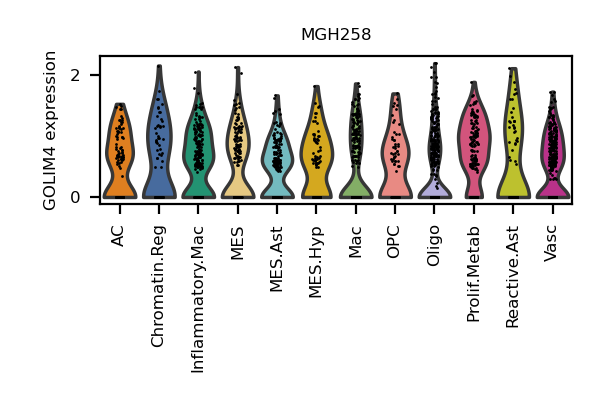 MGH258
GOLIM4 expression
2
0
AC
Chromatin.Reg
Inflammatory.Mac
MES
MES.Ast
MES.Hyp
Mac
OPC
Oligo
Prolif.Metab
Reactive.Ast
Vasc